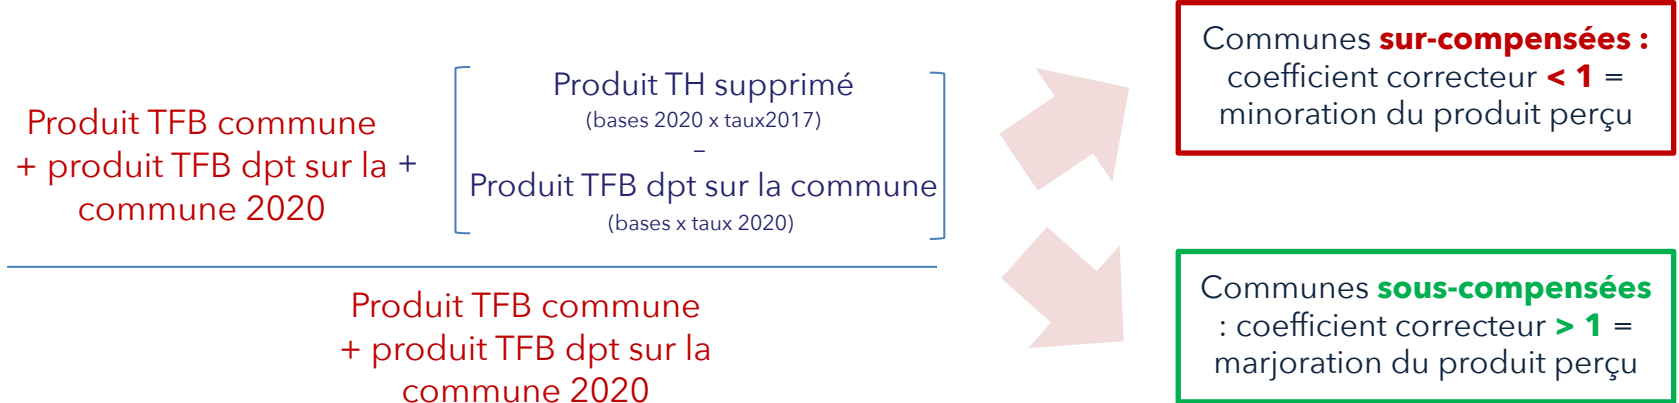 Produit TFB commune
+ produit TFB dpt sur la +
commune 2020
Produit TH supprimé
(bases 2020 x taux2017)
–
Produit TFB dpt sur la commune
(bases x taux 2020)
Produit TFB commune
+ produit TFB dpt sur la
commune 2020
Communes sur-compensées :
coefficient correcteur < 1 =
minoration du produit perçu
Communes sous-compensées
: coefficient correcteur > 1 =
marjoration du produit perçu